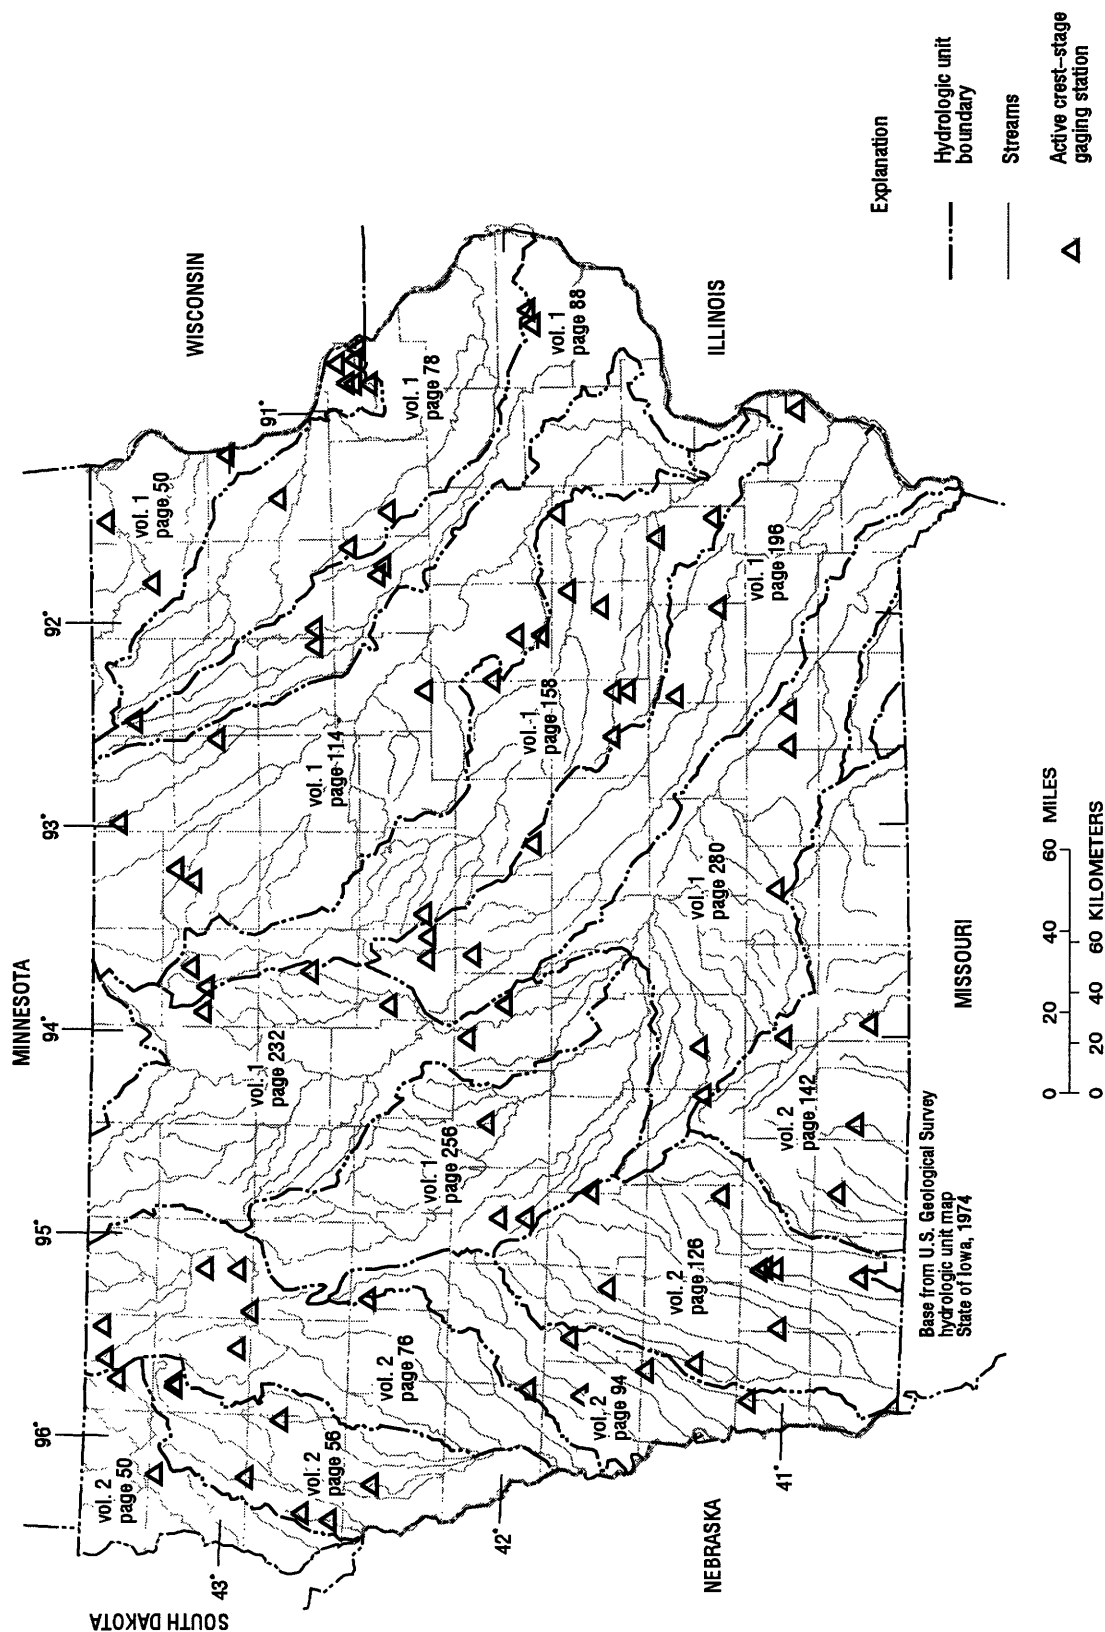 MINNESOTA
WISCONSIN
SOUTH DAKOTA
NEBRASKA
MISSOURI
ILLINOIS
96°
95°
94°
93°
92°
91°
43°
42°
41°
vol. 2
page 50
vol. 2
page 56
vol. 2
page 76
vol. 2
page 94
vol. 2
page 126
vol. 2
page 142
vol. 1
page 232
vol. 1
page 256
vol. 1
page 280
vol. 1
page 114
vol. 1
page 158
vol. 1
page 196
vol. 1
page 50
vol. 1
page 78
vol. 1
page 88
Base from U.S. Geological Survey
hydrologic unit map
State of Iowa, 1974
0 20 40 60 MILES
0 20 40 60 KILOMETERS
Explanation
Hydrologic unit
boundary
Streams
Active crest-stage
gaging station